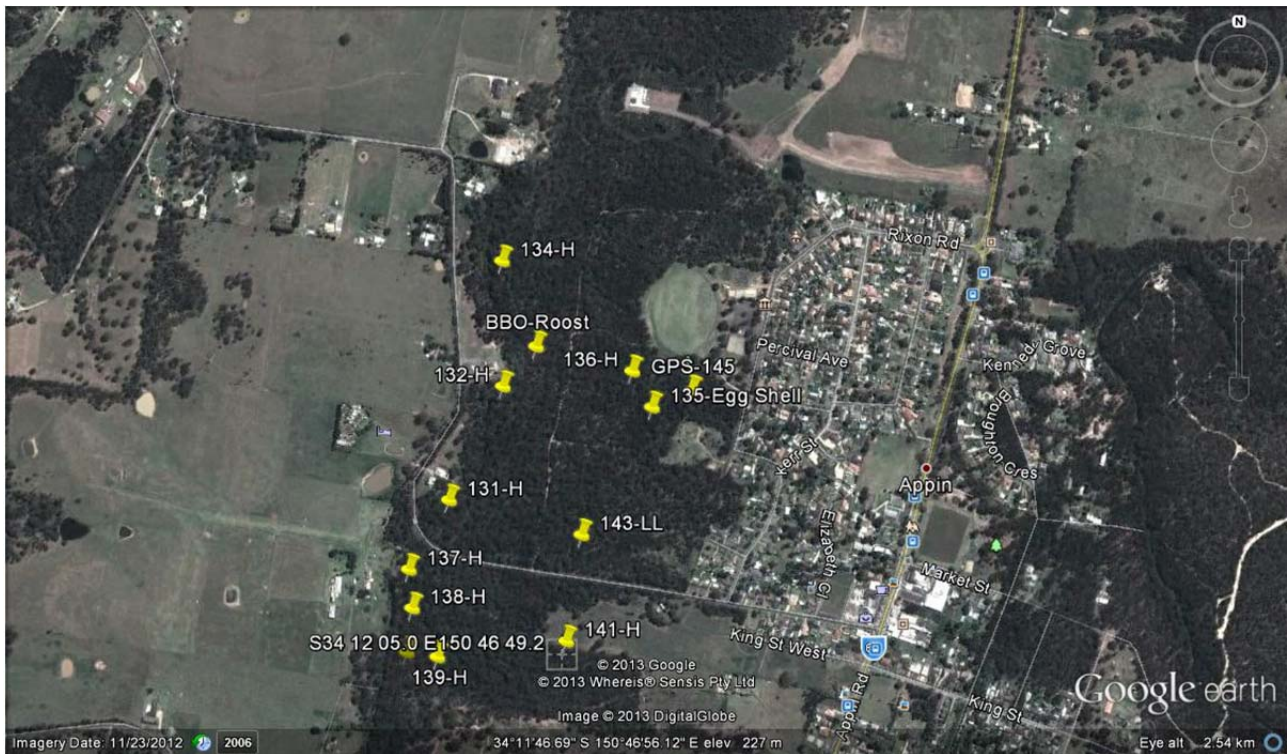 N
Rixon Rd
134-H
BBO-Roost
136-H
GPS-145
132-H
135-Egg Shell
Percival Ave
Kennedy Grove
Broughton Cres
Kerr St
Appin
131-H
143-LL
Elizabeth Cl
137-H
138-H
Market St
S34 12 05.0 E150 46 49.2
141-H
139-H
King St West
King St
Appin Rd
© 2013 Google
© 2013 Whereis® Sensis Pty Ltd
Image © 2013 DigitalGlobe
Google earth
Imagery Date: 11/23/2012
2006
34°11'46.69" S 150°46'56.12" E elev 227 m
Eye alt 2.54 km